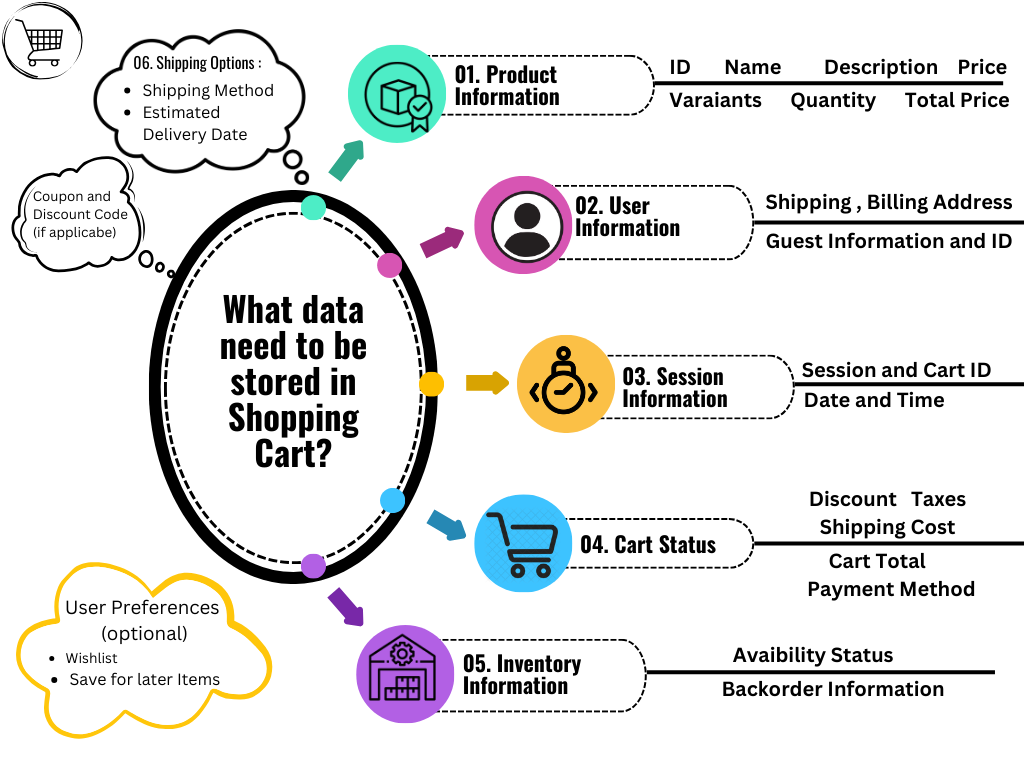 06. Shipping Options :
Shipping Method
Estimated
Delivery Date
Coupon and
Discount Code
(if applicabe)
What data
need to be
stored in
Shopping
Cart?
01. Product
Information
ID Name Description Price
Varaiants Quantity Total Price
02. User
Information
Shipping , Billing Address
Guest Information and ID
03. Session
Information
Session and Cart ID
Date and Time
04. Cart Status
Discount Taxes
Shipping Cost
Cart Total
Payment Method
05. Inventory
Information
Avaibility Status
Backorder Information
User Preferences
(optional)
Wishlist
Save for later Items